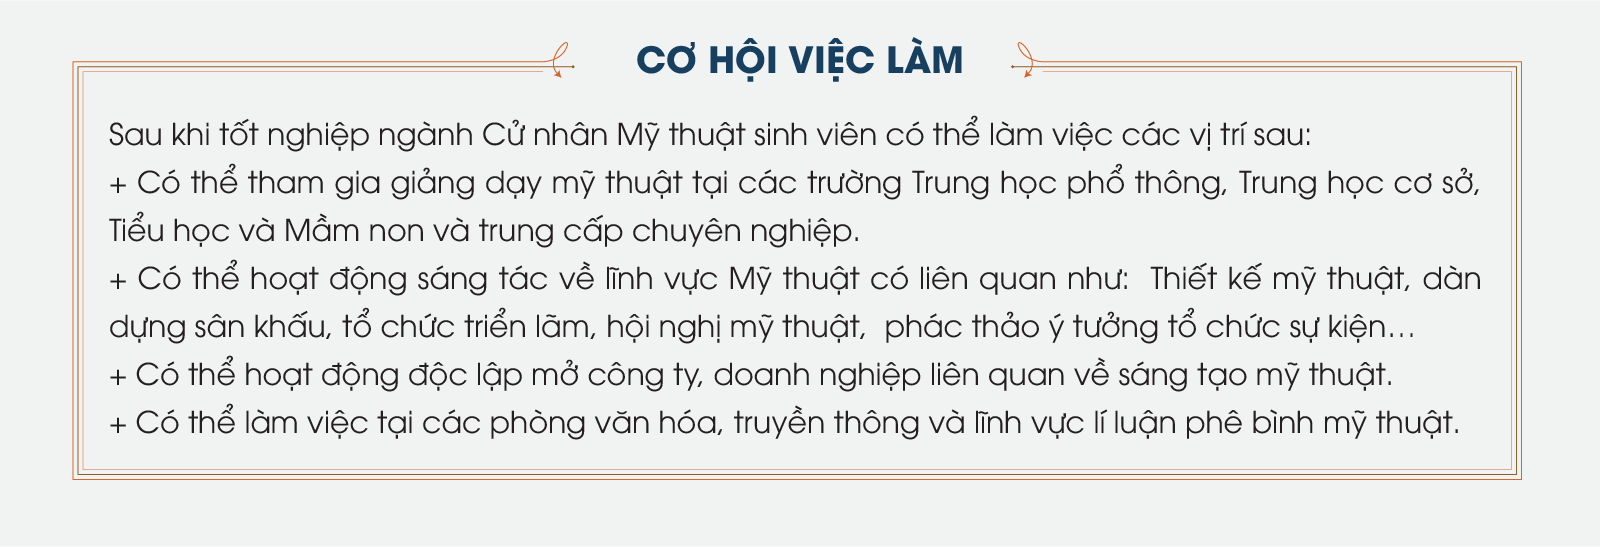 CƠ HỘI VIỆC LÀM
Sau khi tốt nghiệp ngành Cử nhân Mỹ thuật sinh viên có thể làm việc các vị trí sau:
+ Có thể tham gia giảng dạy mỹ thuật tại các trường Trung học phổ thông, Trung học cơ sở,
Tiểu học và Mầm non và trung cấp chuyên nghiệp.
+ Có thể hoạt động sáng tác về lĩnh vực Mỹ thuật có liên quan như:  Thiết kế mỹ thuật, dàn
dựng sân khấu, tổ chức triển lãm, hội nghị mỹ thuật,  phác thảo ý tưởng tổ chức sự kiện...
+ Có thể hoạt động độc lập mở công ty, doanh nghiệp liên quan về sáng tạo mỹ thuật.
+ Có thể làm việc tại các phòng văn hóa, truyền thông và lĩnh vực lí luận phê bình mỹ thuật.